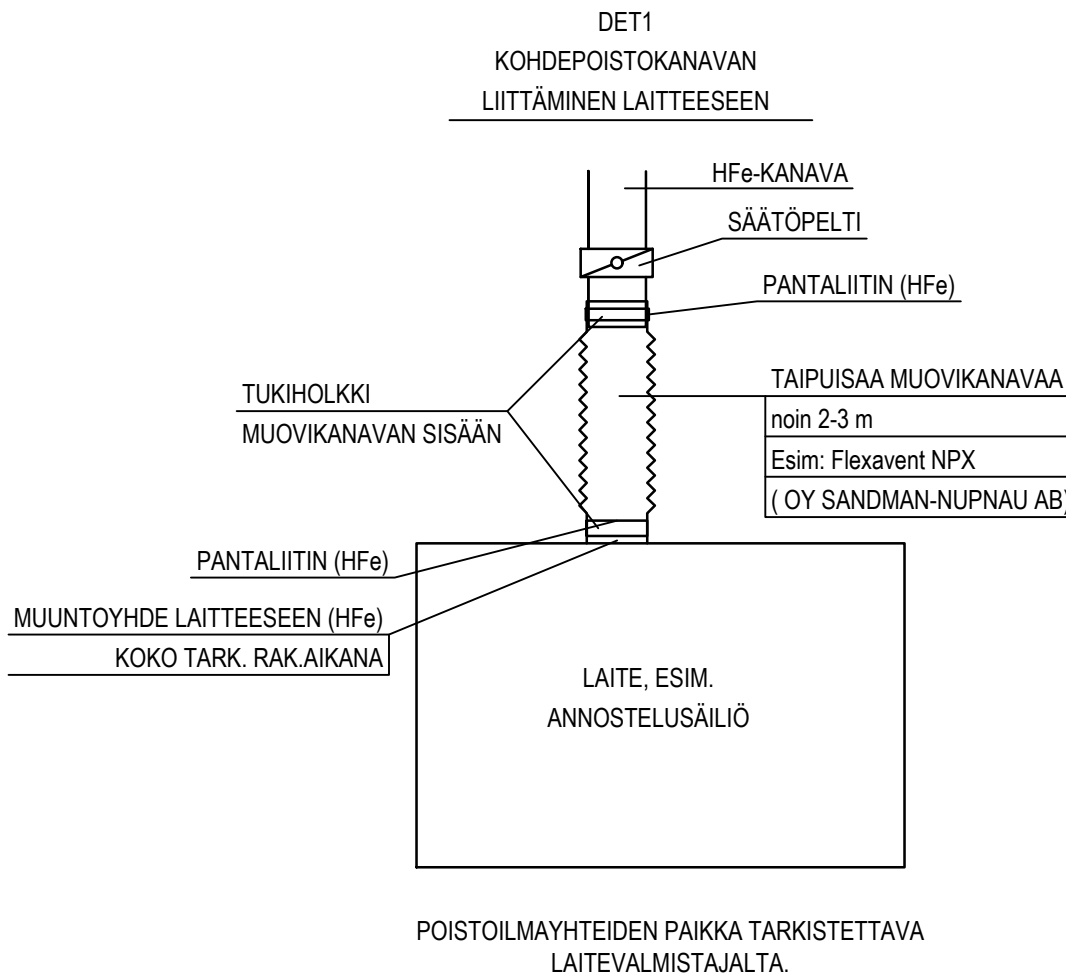 DET1
KOHDEPOISTOKANAVAN
LIITTÄMINEN LAITTEESEEN
HFe-KANAVA
SÄÄTÖPELTI
PANTALIITIN (HFe)
TUKIHOLKKI
MUOVIKANAVAN SISÄÄN
TAIPUISAA MUOVIKANAVAA
noin 2-3 m
Esim: Flexavent NPX
( OY SANDMAN-NUPNAU AB)
PANTALIITIN (HFe)
MUUNTOYHDE LAITTEESEEN (HFe)
KOKO TARK. RAK.AIKANA
LAITE, ESIM.
ANNOSTELUSÄILIÖ
POISTOILMAYHTEIDEN PAIKKA TARKISTETTAVA
LAITEVALMISTAJALTA.